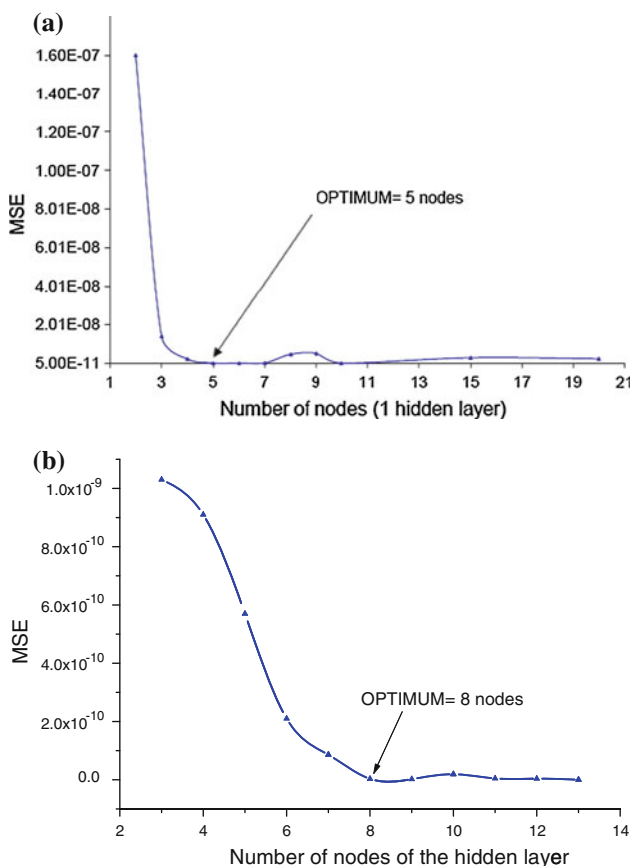 (a)
1.60E-07
1.40E-07
1.20E-07
1.00E-07
8.01E-08
6.01E-08
4.01E-08
2.01E-08
5.00E-11
MSE
OPTIMUM= 5 nodes
1 3 5 7 9 11 13 15 17 19 21
Number of nodes (1 hidden layer)
(b)
1.0x10⁻⁹
8.0x10⁻¹⁰
6.0x10⁻¹⁰
4.0x10⁻¹⁰
2.0x10⁻¹⁰
0.0
MSE
OPTIMUM= 8 nodes
2 4 6 8 10 12 14
Number of nodes of the hidden layer